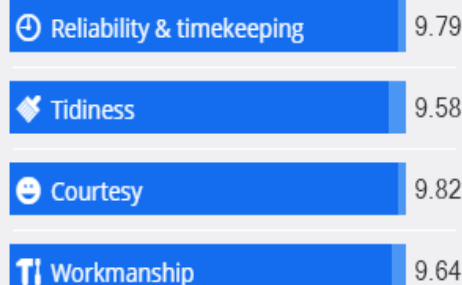 Reliability & timekeeping 9.79
Tidiness 9.58
Courtesy 9.82
Workmanship 9.64